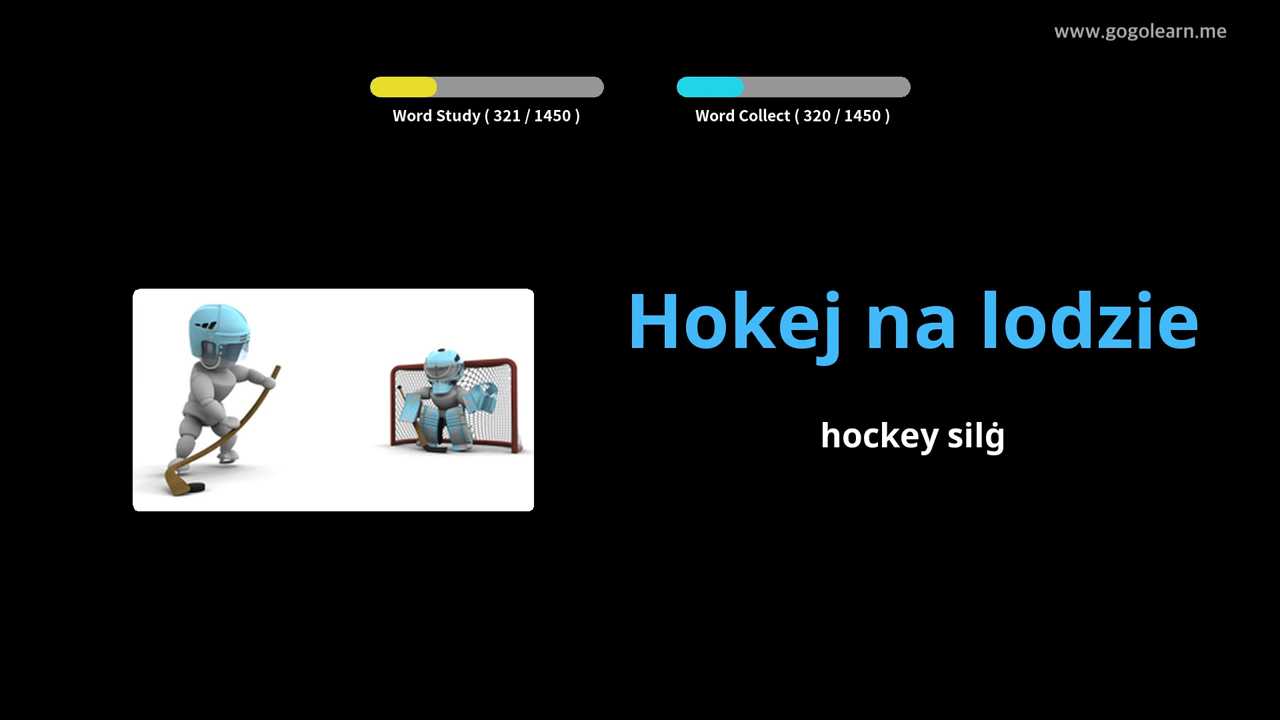 www.gogolearn.me
Word Study ( 321 / 1450 )
Word Collect ( 320 / 1450 )
Hokej na lodzie
hockey silġ